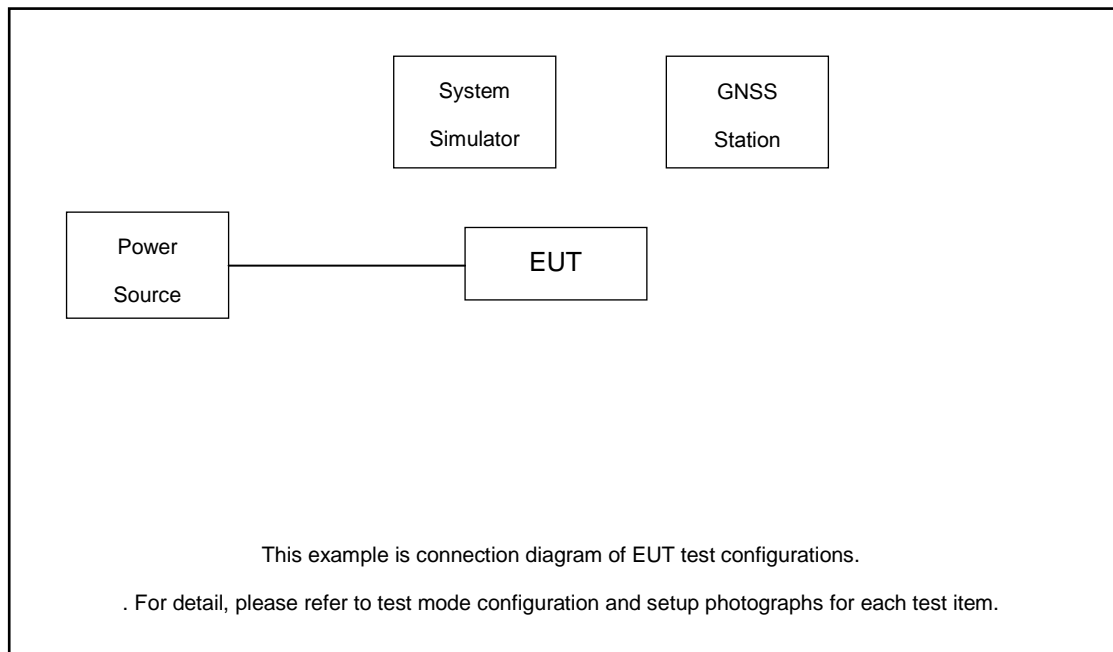 System
Simulator
GNSS
Station
Power
Source
EUT
This example is connection diagram of EUT test configurations.
. For detail, please refer to test mode configuration and setup photographs for each test item.